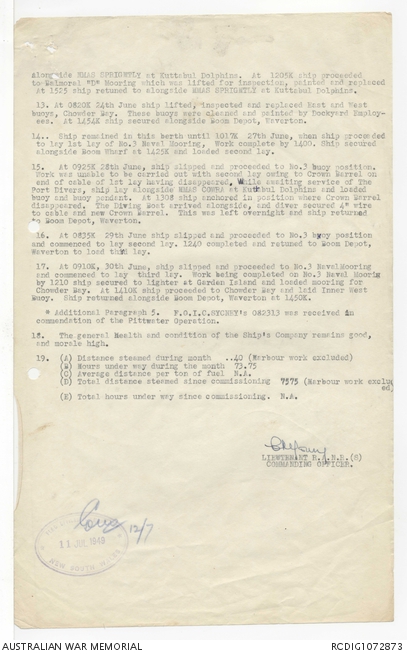 alongside HMAS SPRIGHTLY at Kuttabul Dolphins. At 1205K ship proceeded
to Balmoral "D" Mooring which was lifted for inspection, painted and replaced
At 1525 ship retuned to alongside HMAS SPRIGHTLY at Kuttabul Dolphins.
13. At 0820K 24th June ship lifted, inspected and replaced East and West
buoys, Chowder Bay. These buoys were cleaned and painted by Dockyard Employ-
ees. At 1454K ship secured alongside Boom Depot, Waverton.
14.. Ship remained in this berth until 1017K 27th June, when ship proceeded
to lay 1st lay of No.3 Naval Mooring, Work complete by 1400. Ship secured
alongside Boom Wharf at 1425K and loaded second leg.
15. At 0925K 28th June, ship slipped and proceeded to No.3 buoy position.
Work was unable to be carried out with second leg owing to Crown Barrel on
end of cable of 1st lay having disappeared. While awaiting service of The
Port Divers, ship lay alongside HMAS COWRA at Kuttabul Dolphins and loaded
buoy and buoy pendant. At 1308 ship anchored in position where Crown Barrel
disappeared. The Diving Boat arrived alongside, and diver secured 4" wire
to cable and new Crown Barrel. This was left overnight and ship returned
to Boom Depot, Waverton.
16. At 0835K 29th June ship slipped and proceeded to No.3 buoy position
and commenced to lay second leg. 1240 completed and retuned to Boom Depot,
Waverton to load third leg.
17. At 0910K, 30th June, ship slipped and proceeded to No.3 NavalMooring
and commenced to lay third lay. Work being completed on No.3 Naval Moorig
by 1210 ship secured to lighter at Garden Island and loaded mooring for
Chowder Bay. At 1410K ship proceeded to Chowder Bay and laid Inner West
Buoy. Ship returned alongside Boom Depot, Waverton at 1450K.
* Additional Paragraph 5. F.O.I.C.SYDNEY's 082313 was received in
commendation of the Pittwater Operation.
18. The general Health and condition of the Ship's Company remains good,
and morale high.
19. (A) Distance steamed during month ..40 (Harbour work excluded)
(B) Hours under way during the month 73.75
(C) Average distance per ton of fuel N.A.
(D) Total distance steamed since commissioning 7575 (Harbour work exclu
ed)
(E) Total hours under way since commissioning. N.A.
LIEUTENANT R.A.N.R.(S)
COMMANDING OFFICER.
12/7
1949
AUSTRALIAN WAR MEMORIAL
RCDIG1072873